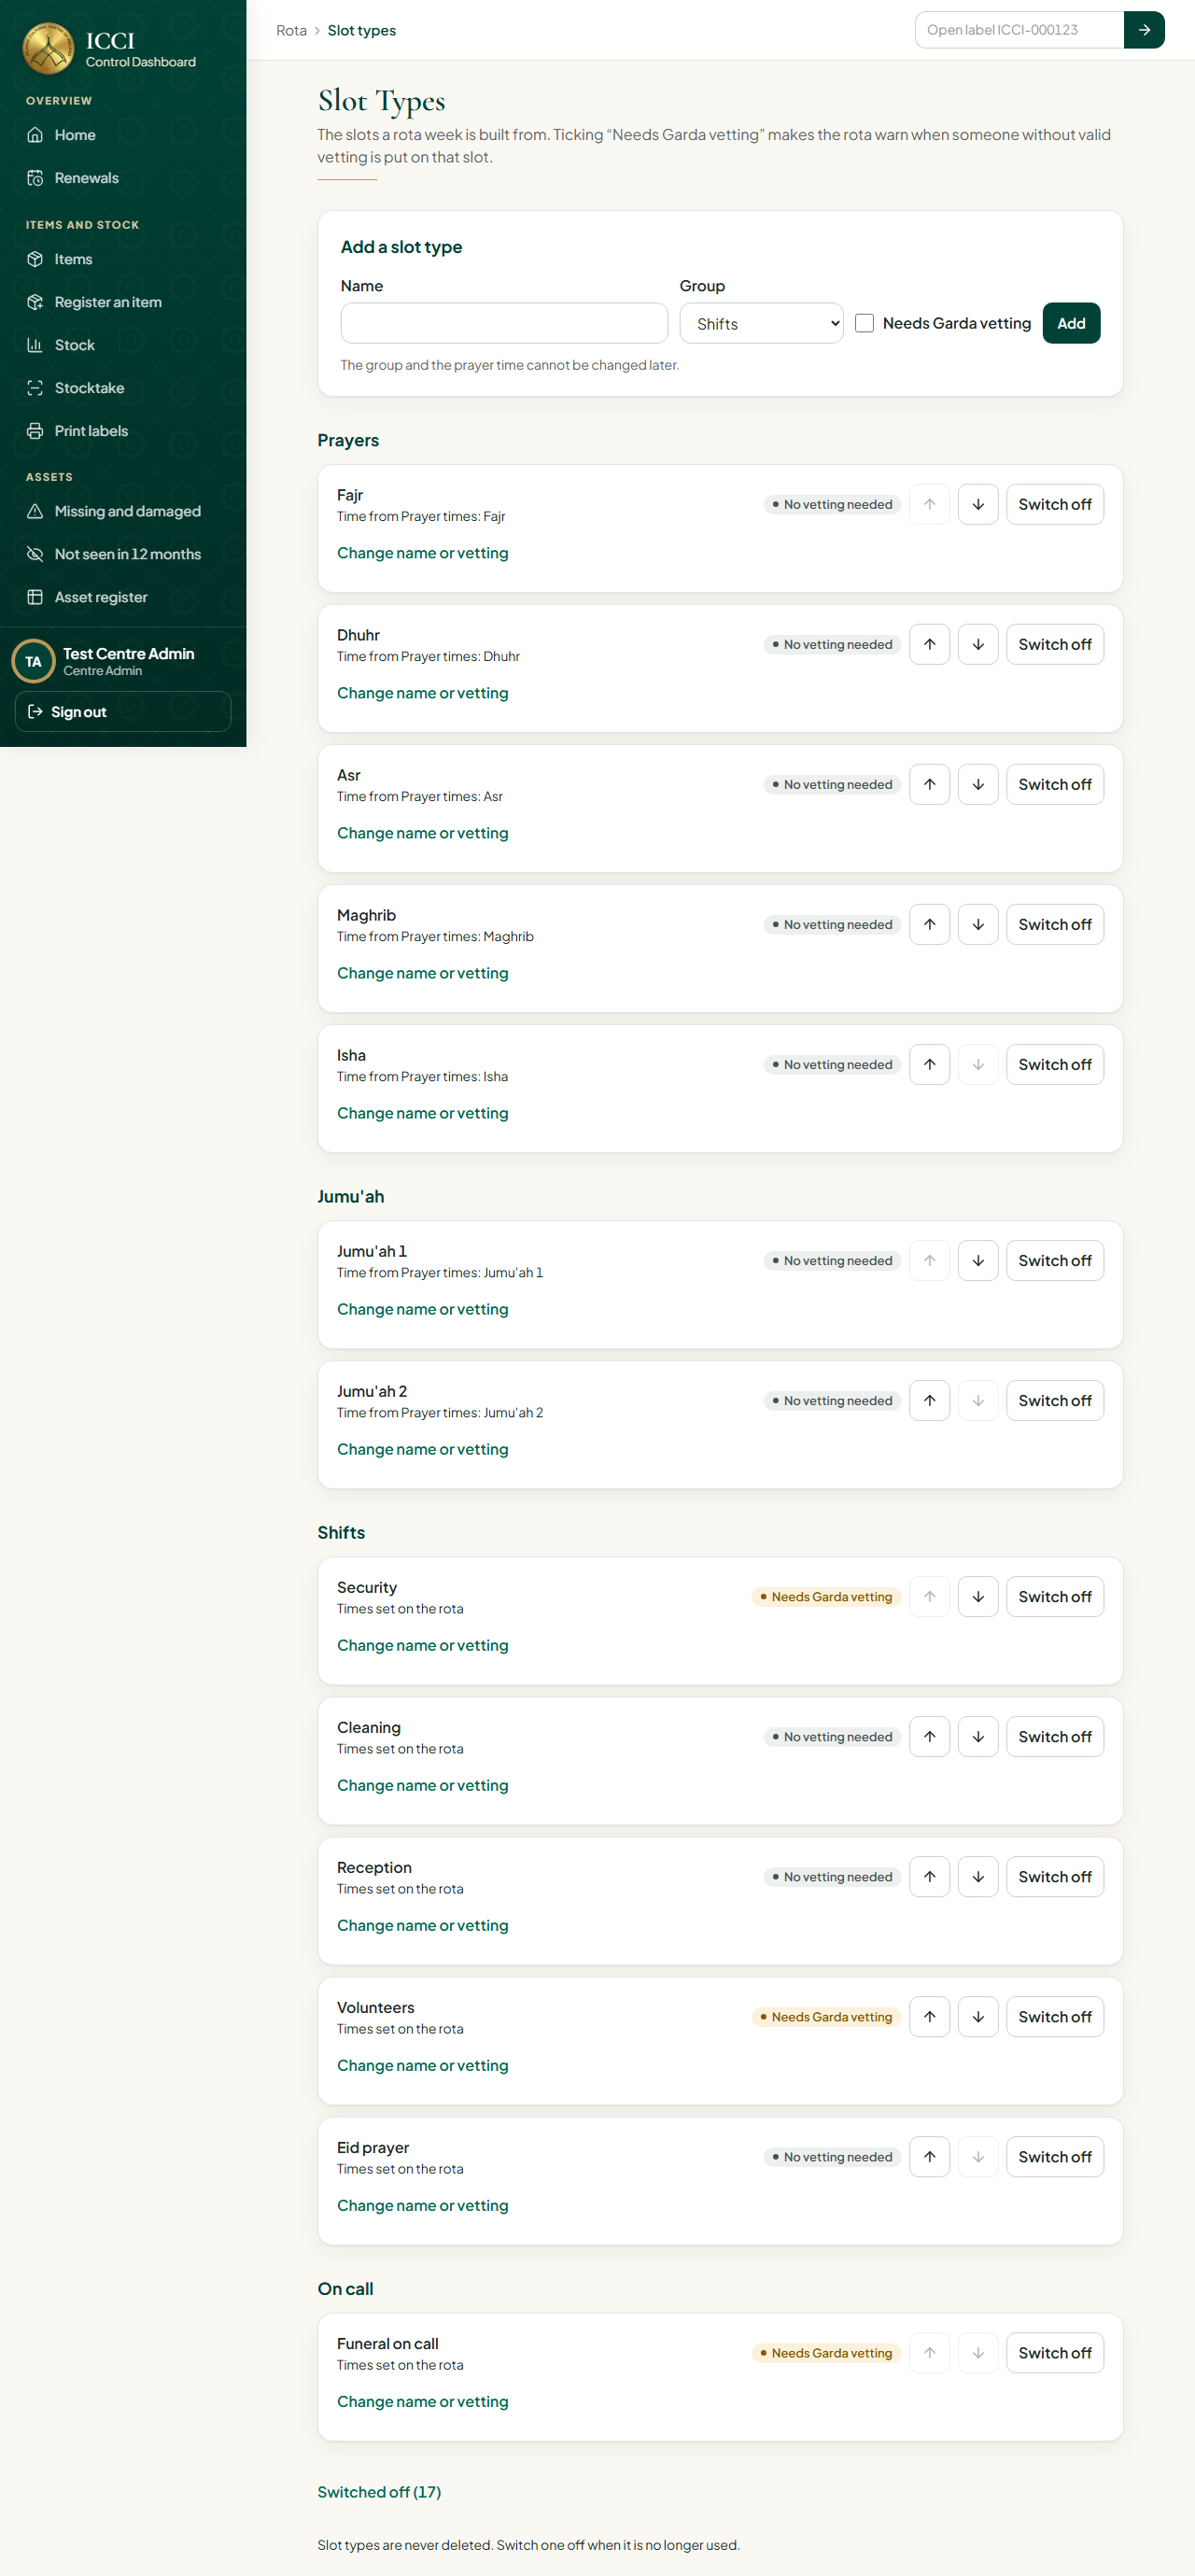 ICCI
Control Dashboard
OVERVIEW
Home
Renewals
ITEMS AND STOCK
Items
Register an item
Stock
Stocktake
Print labels
ASSETS
Missing and damaged
Not seen in 12 months
Asset register
TA
Test Centre Admin
Centre Admin
Sign out
Rota > Slot types
Open label ICCI-000123
Slot Types
The slots a rota week is built from. Ticking “Needs Garda vetting” makes the rota warn when someone without valid
vetting is put on that slot.
Add a slot type
Name
Group
Shifts
Needs Garda vetting
Add
The group and the prayer time cannot be changed later.
Prayers
Fajr
Time from Prayer times: Fajr
No vetting needed
Switch off
Change name or vetting
Dhuhr
Time from Prayer times: Dhuhr
No vetting needed
Switch off
Change name or vetting
Asr
Time from Prayer times: Asr
No vetting needed
Switch off
Change name or vetting
Maghrib
Time from Prayer times: Maghrib
No vetting needed
Switch off
Change name or vetting
Isha
Time from Prayer times: Isha
No vetting needed
Switch off
Change name or vetting
Jumu'ah
Jumu'ah 1
Time from Prayer times: Jumu'ah 1
No vetting needed
Switch off
Change name or vetting
Jumu'ah 2
Time from Prayer times: Jumu'ah 2
No vetting needed
Switch off
Change name or vetting
Shifts
Security
Times set on the rota
Needs Garda vetting
Switch off
Change name or vetting
Cleaning
Times set on the rota
No vetting needed
Switch off
Change name or vetting
Reception
Times set on the rota
No vetting needed
Switch off
Change name or vetting
Volunteers
Times set on the rota
Needs Garda vetting
Switch off
Change name or vetting
Eid prayer
Times set on the rota
No vetting needed
Switch off
Change name or vetting
On call
Funeral on call
Times set on the rota
Needs Garda vetting
Switch off
Change name or vetting
Switched off (17)
Slot types are never deleted. Switch one off when it is no longer used.